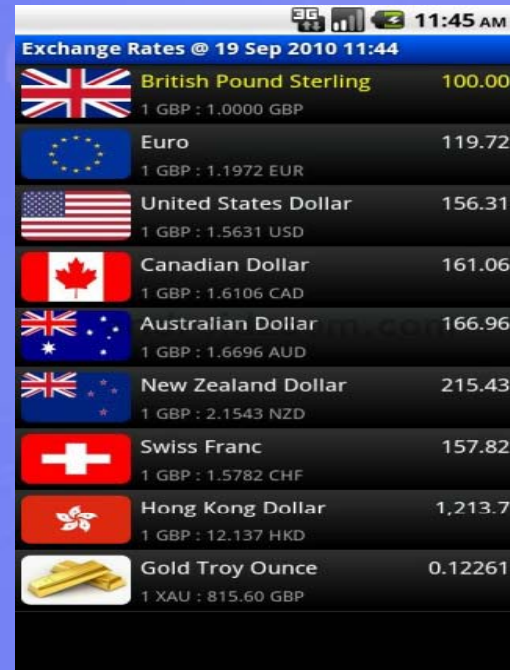 3G 11:45 AM
Exchange Rates @ 19 Sep 2010 11:44
British Pound Sterling 100.00
1 GBP : 1.0000 GBP
Euro 119.72
1 GBP : 1.1972 EUR
United States Dollar 156.31
1 GBP : 1.5631 USD
Canadian Dollar 161.06
1 GBP : 1.6106 CAD
Australian Dollar 166.96
1 GBP : 1.6696 AUD
New Zealand Dollar 215.43
1 GBP : 2.1543 NZD
Swiss Franc 157.82
1 GBP : 1.5782 CHF
Hong Kong Dollar 1,213.7
1 GBP : 12.137 HKD
Gold Troy Ounce 0.12261
1 XAU : 815.60 GBP